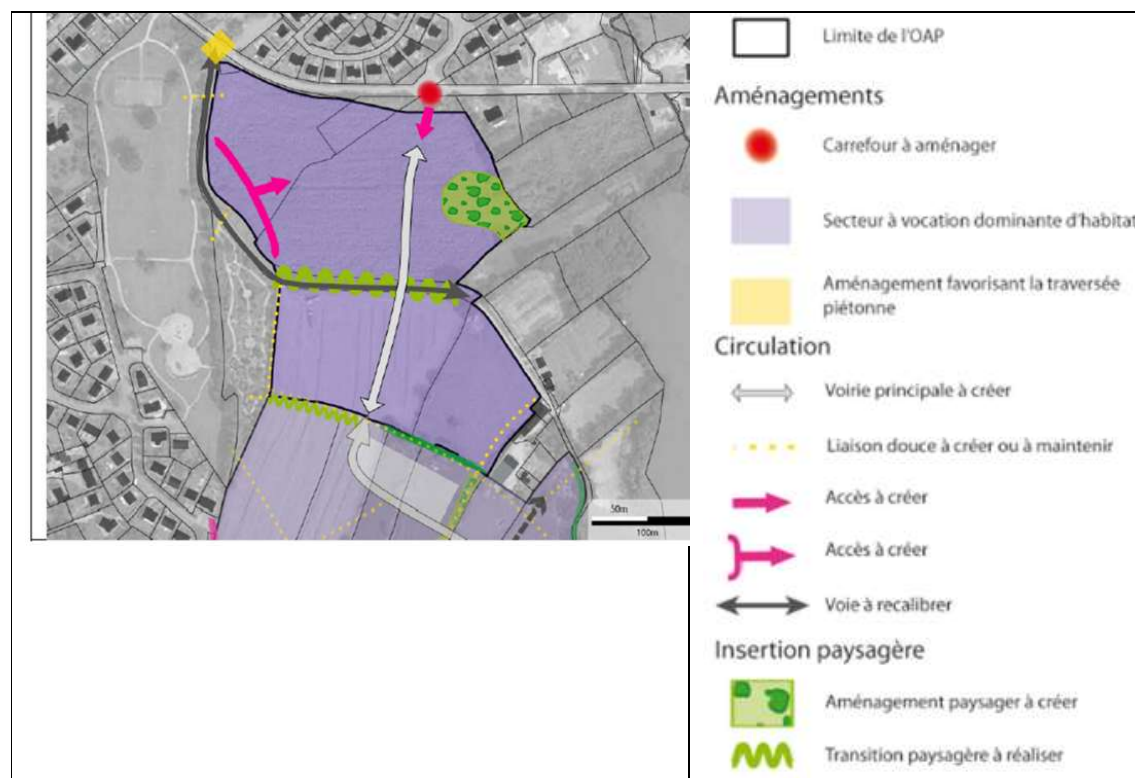 Limite de l'OAP
Aménagements
Carrefour à aménager
Secteur à vocation dominante d'habitat
Aménagement favorisant la traversée
piétonne
Circulation
Voirie principale à créer
Liaison douce à créer ou à maintenir
Accès à créer
Accès à créer
Voie à recalibrer
Insertion paysagère
Aménagement paysager à créer
Transition paysagère à réaliser
50m
100m